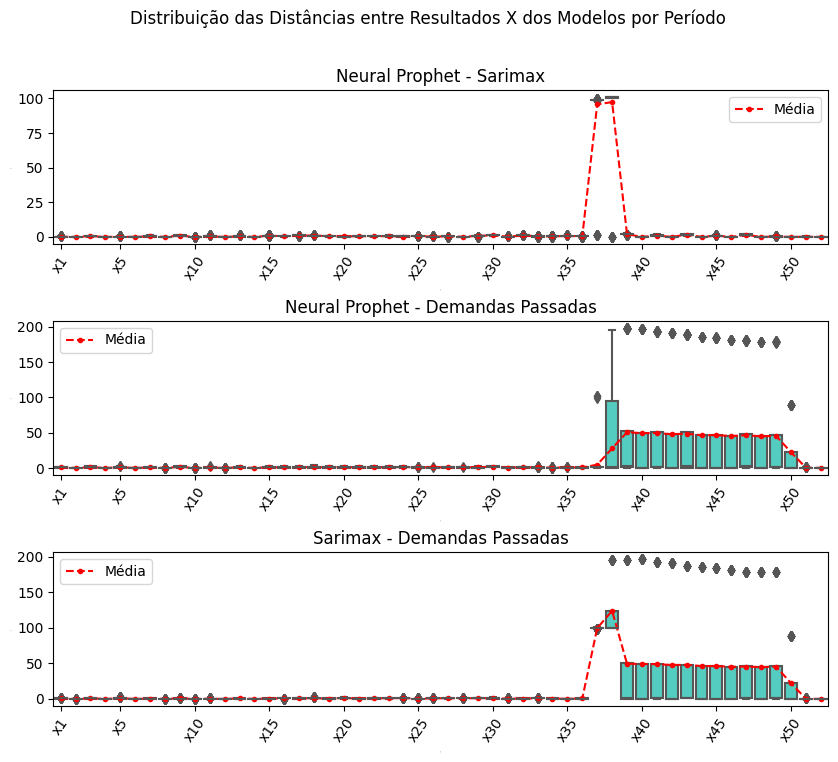 Distribuição das Distâncias entre Resultados X dos Modelos por Período
Neural Prophet - Sarimax
100
75
50
25
0
Média
x1 x5 x10 x15 x20 x25 x30 x35 x40 x45 x50
Neural Prophet - Demandas Passadas
200
150
100
50
0
Média
x1 x5 x10 x15 x20 x25 x30 x35 x40 x45 x50
Sarimax - Demandas Passadas
200
150
100
50
0
Média
x1 x5 x10 x15 x20 x25 x30 x35 x40 x45 x50